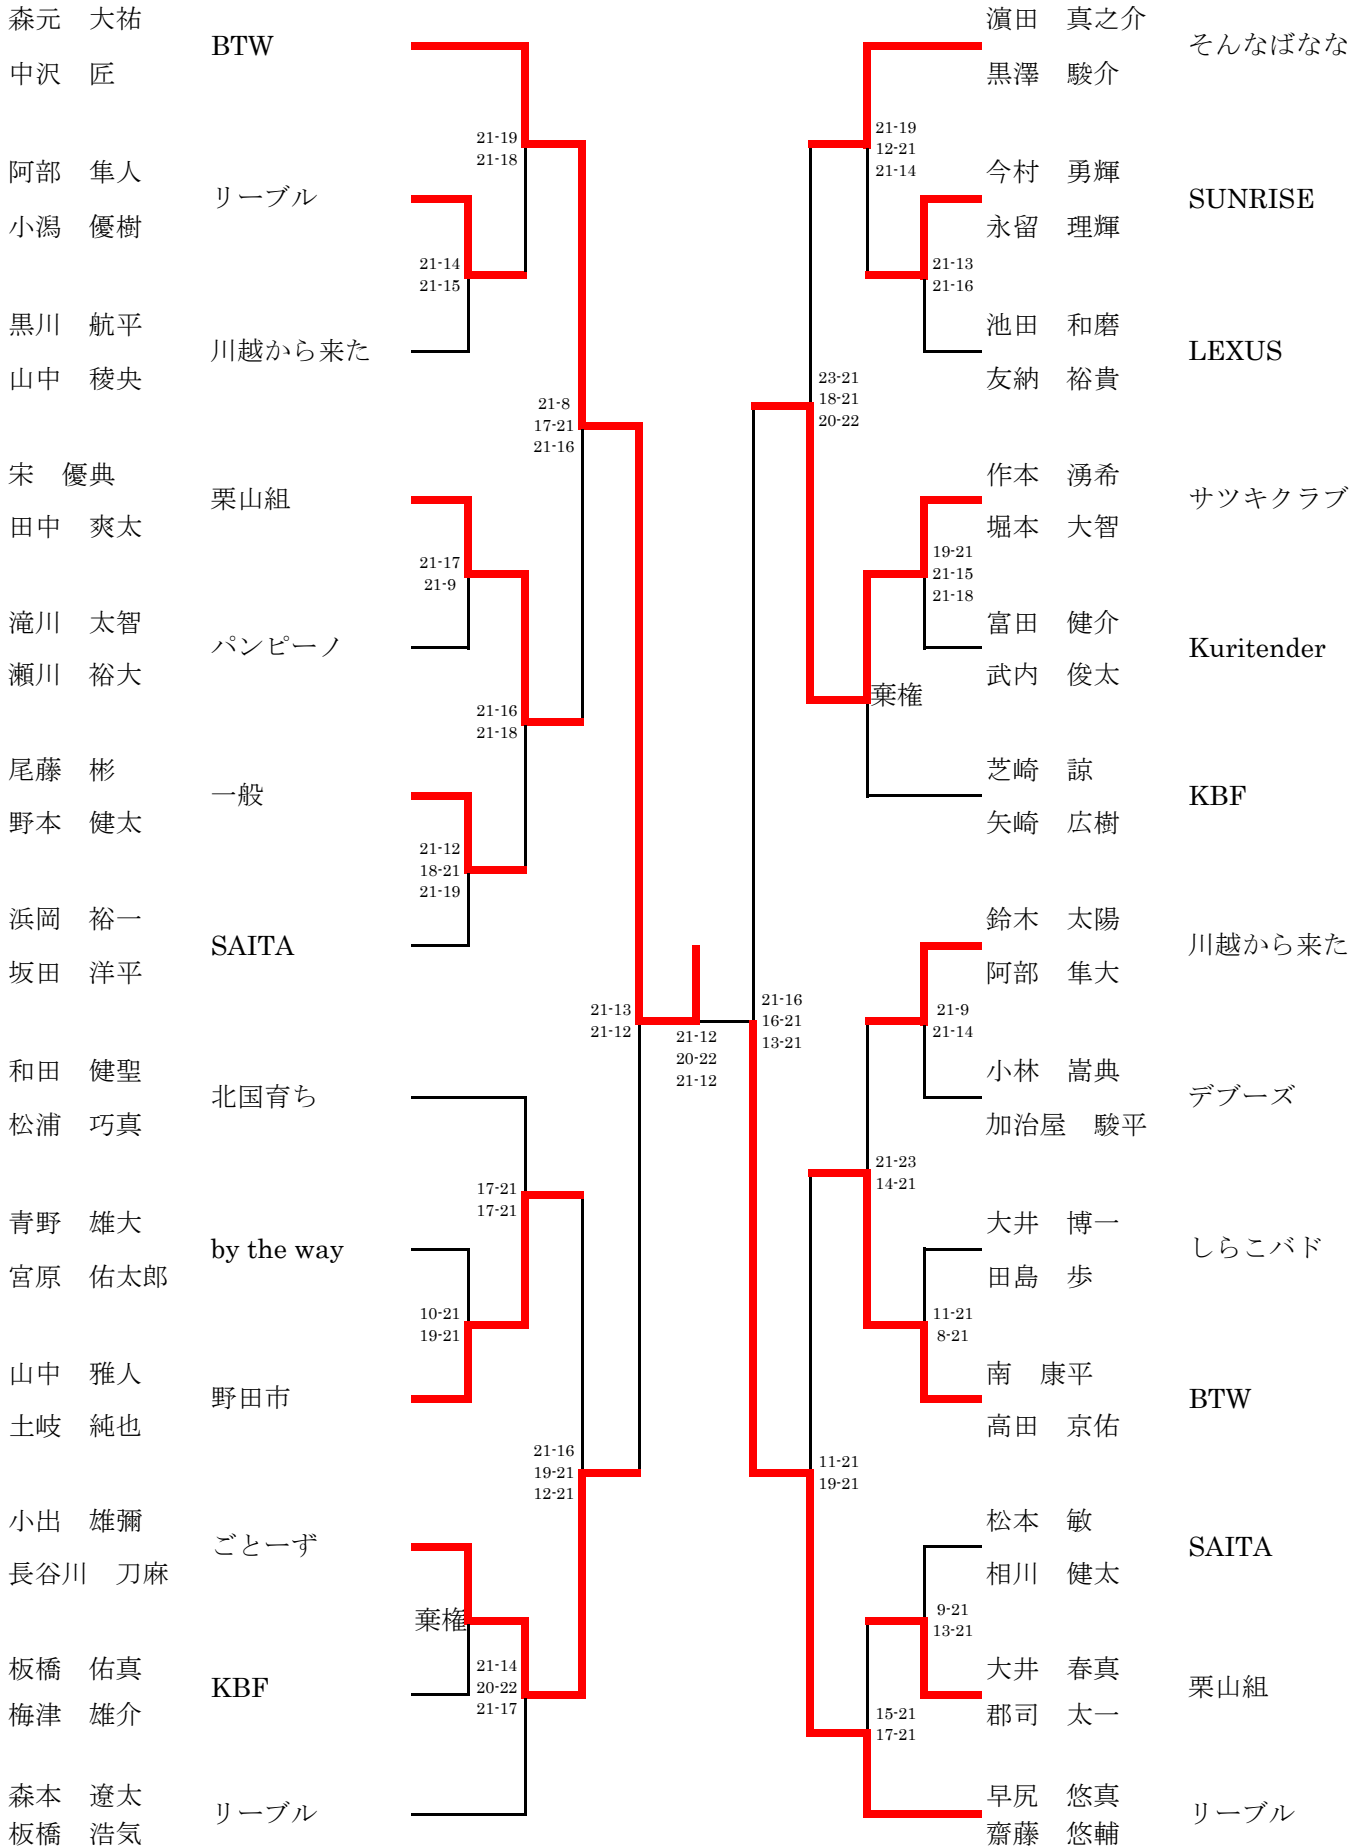 森元　大祐
BTW
中沢　匠
21-19
21-18
阿部　隼人
リーブル
小潟　優樹
21-14
21-15
黒川　航平
川越から来た
山中　稜央
21-8
17-21
21-16
宋　優典
栗山組
田中　爽太
21-17
21-9
滝川　太智
パンピーノ
瀬川　裕大
21-16
21-18
尾藤　彬
一般
野本　健太
21-12
18-21
21-19
浜岡　裕一
SAITA
坂田　洋平
21-13
21-12
和田　健聖
北国育ち
松浦　巧真
17-21
17-21
青野　雄大
by the way
宮原　佑太郎
10-21
19-21
山中　雅人
野田市
土岐　純也
21-16
19-21
12-21
小出　雄彌
ごとーず
長谷川　刀麻
棄権
板橋　佑真
KBF
梅津　雄介
21-14
20-22
21-17
森本　遼太
リーブル
板橋　浩気
21-12
20-22
21-12
濵田　真之介
そんなばなな
黒澤　駿介
21-19
12-21
21-14
今村　勇輝
SUNRISE
永留　理輝
21-13
21-16
池田　和磨
LEXUS
友納　裕貴
23-21
18-21
20-22
作本　湧希
サツキクラブ
堀本　大智
19-21
21-15
21-18
富田　健介
Kuritender
武内　俊太
棄権
芝崎　諒
KBF
矢崎　広樹
21-16
16-21
13-21
鈴木　太陽
川越から来た
阿部　隼大
21-9
21-14
小林　嵩典
デブーズ
加治屋　駿平
21-23
14-21
大井　博一
しらこバド
田島　歩
11-21
8-21
南　康平
BTW
高田　京佑
11-21
19-21
松本　敏
SAITA
相川　健太
9-21
13-21
大井　春真
栗山組
郡司　太一
15-21
17-21
早尻　悠真
リーブル
齋藤　悠輔